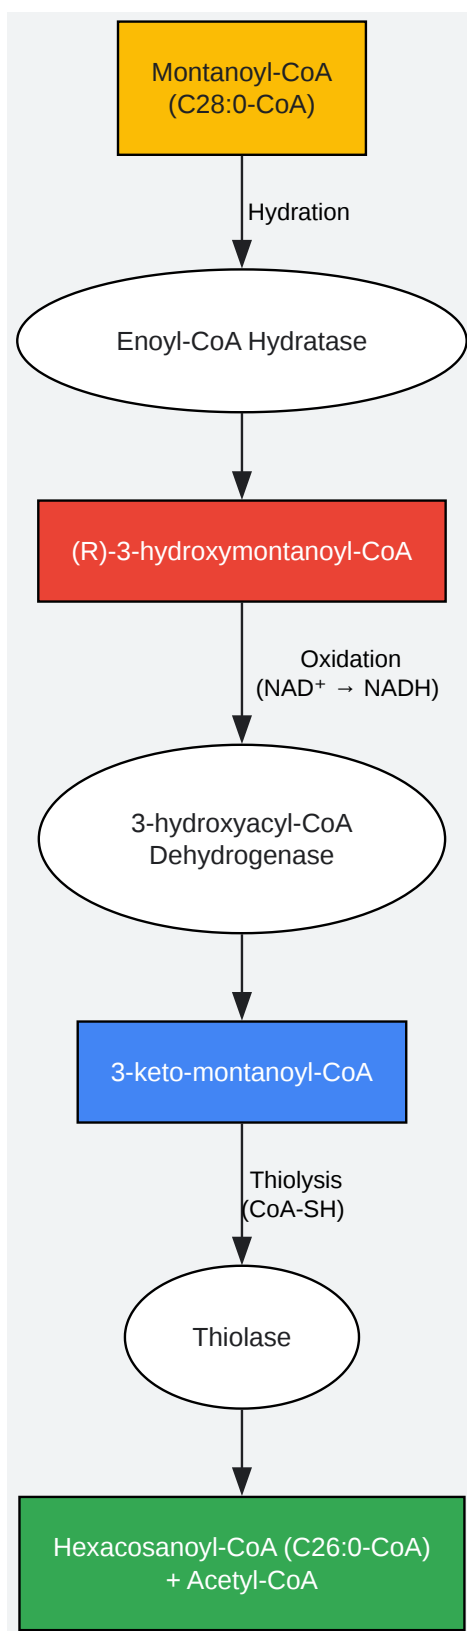 Montanoyl-CoA
(C28:0-CoA)
Hydration
Enoyl-CoA Hydratase
(R)-3-hydroxymontanoyl-CoA
Oxidation
(NAD⁺ → NADH)
3-hydroxyacyl-CoA
Dehydrogenase
3-keto-montanoyl-CoA
Thiolysis
(CoA-SH)
Thiolase
Hexacosanoyl-CoA (C26:0-CoA)
+ Acetyl-CoA